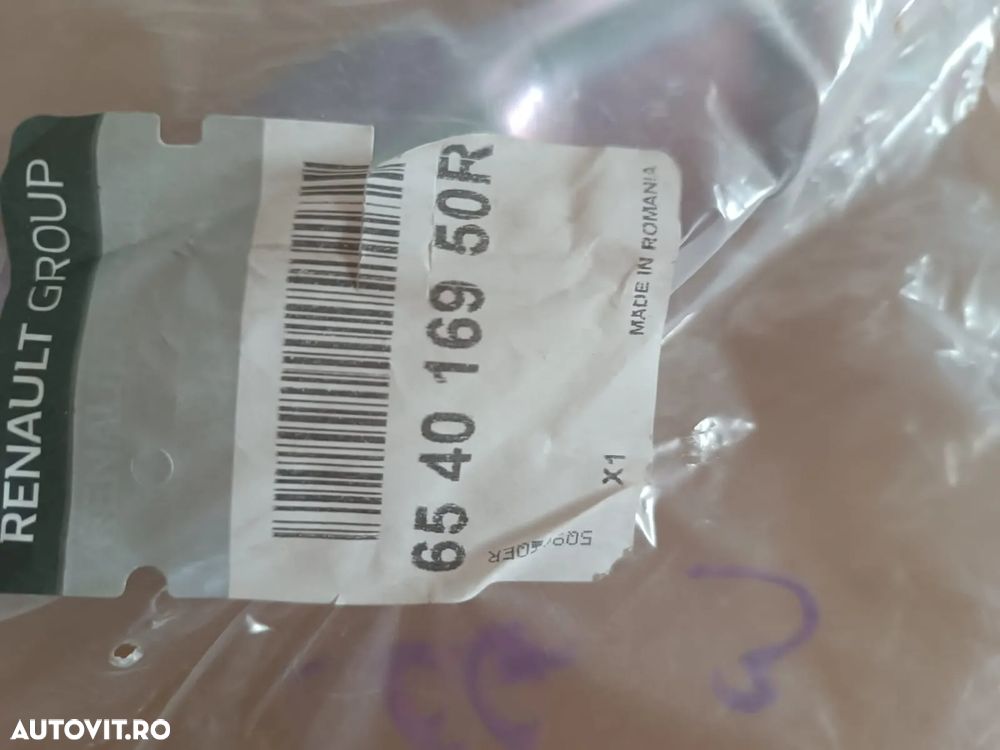 RENAULT GROUP
65 40 169 50R
MADE IN ROMANIA
X1
AUTOVIT.RO